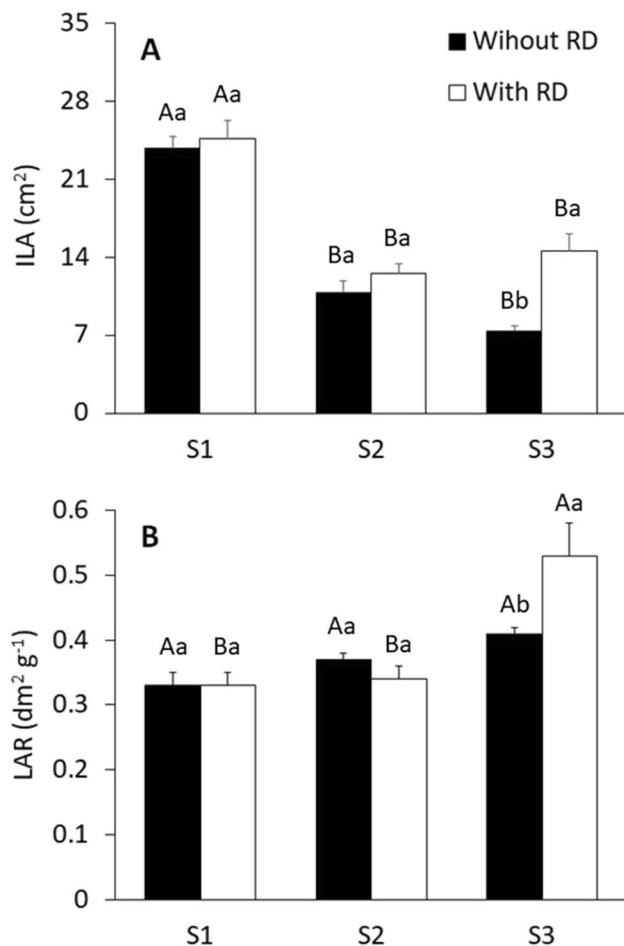 35
A
Wihout RD
28
Aa
Aa
With RD
ILA (cm²)
21
14
Ba
Ba
Ba
Bb
7
0
S1
S2
S3
0.6
B
Aa
0.5
LAR (dm² g⁻¹)
Aa
Ba
Aa
Ba
Ab
0.4
0.3
0.2
0.1
0
S1
S2
S3